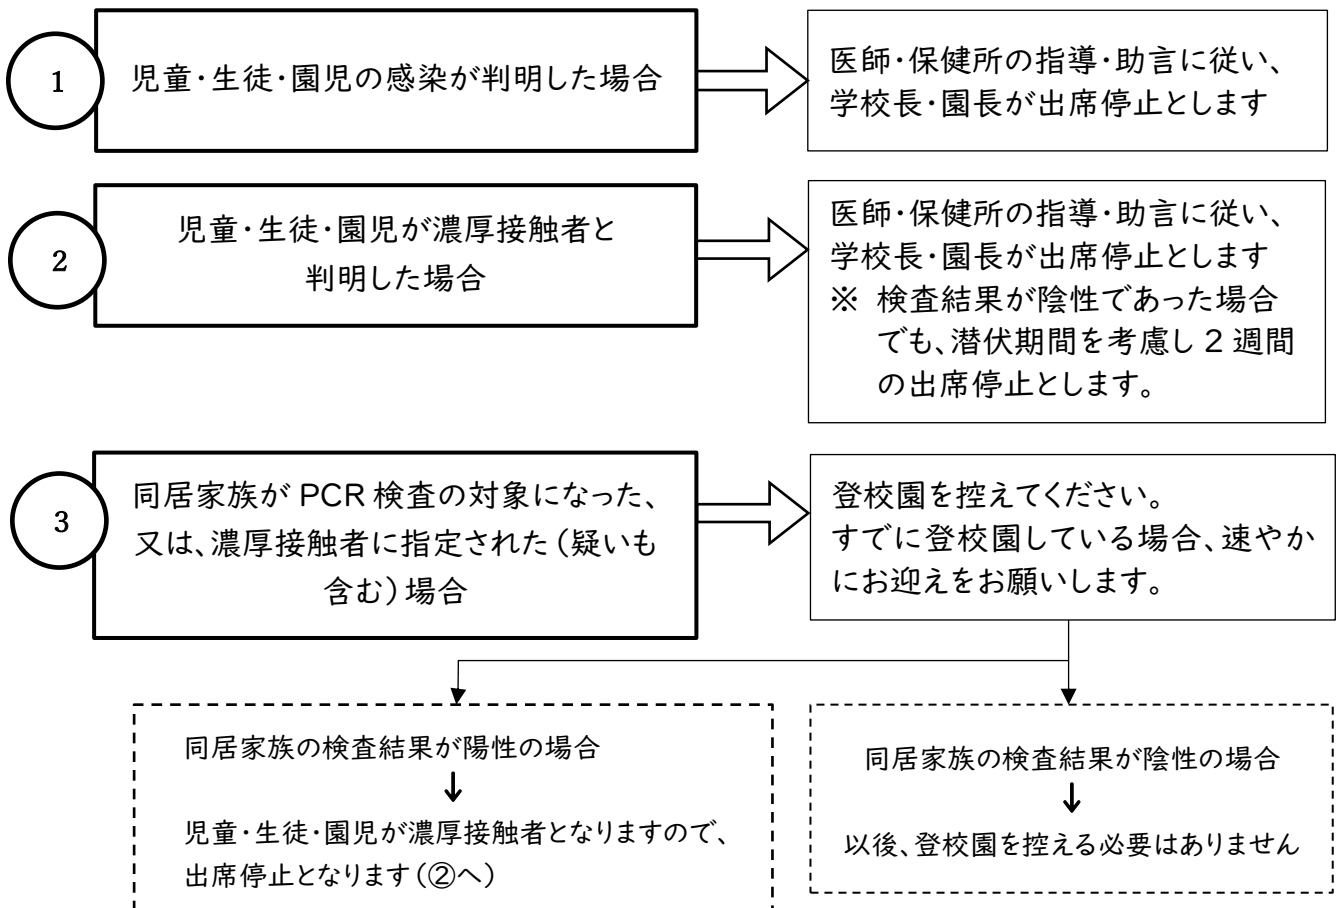 1
児童・生徒・園児の感染が判明した場合
医師・保健所の指導・助言に従い、
学校長・園長が出席停止とします
2
児童・生徒・園児が濃厚接触者と
判明した場合
医師・保健所の指導・助言に従い、
学校長・園長が出席停止とします
※ 検査結果が陰性であった場合
でも、潜伏期間を考慮し 2 週間
の出席停止とします。
3
同居家族が PCR 検査の対象になった、
又は、濃厚接触者に指定された(疑いも
含む)場合
登校園を控えてください。
すでに登校園している場合、速やか
にお迎えをお願いします。
同居家族の検査結果が陽性の場合
↓
児童・生徒・園児が濃厚接触者となりますので、
出席停止となります(②へ)
同居家族の検査結果が陰性の場合
↓
以後、登校園を控える必要はありません